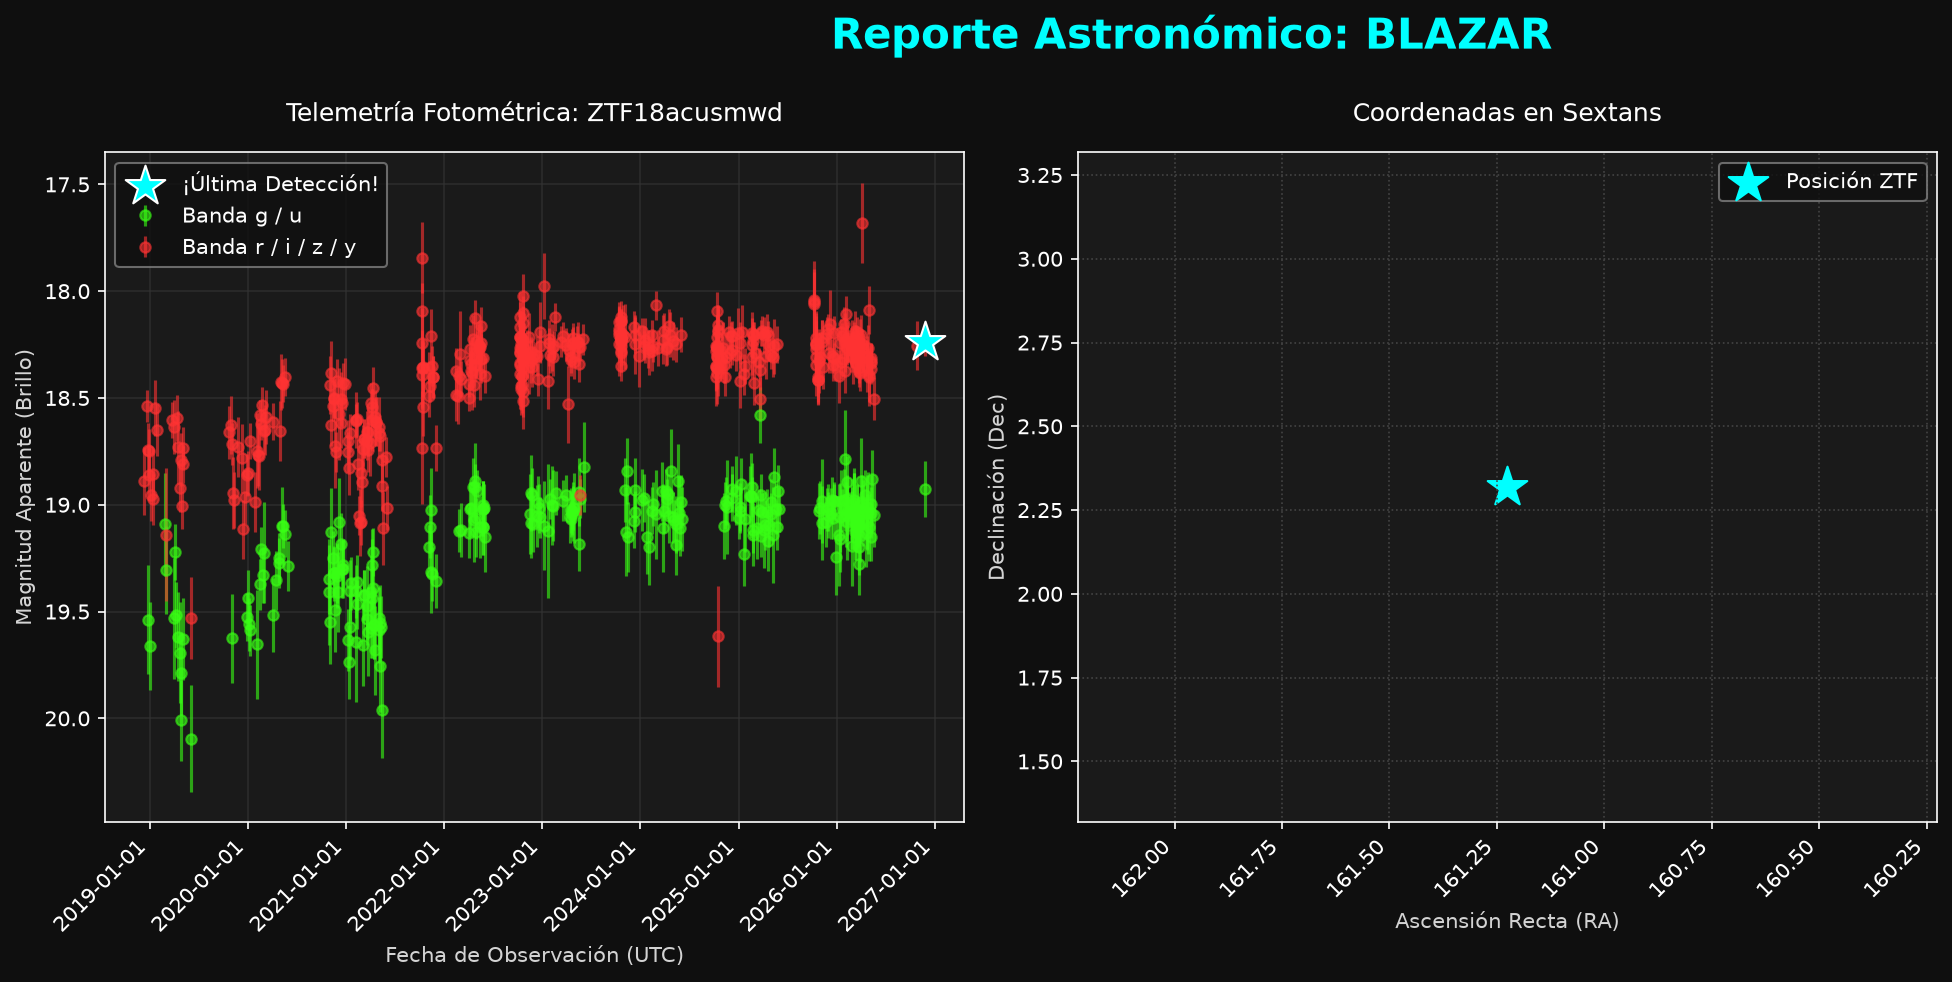 Reporte Astronómico: BLAZAR
Telemetría Fotométrica: ZTF18acusmwd
¡Última Detección!
Banda g / u
Banda r / i / z / y
Magnitud Aparente (Brillo)
17.5
18.0
18.5
19.0
19.5
20.0
2019-01-01
2020-01-01
2021-01-01
2022-01-01
2023-01-01
2024-01-01
2025-01-01
2026-01-01
2027-01-01
Fecha de Observación (UTC)
Coordenadas en Sextans
Posición ZTF
Declinación (Dec)
3.25
3.00
2.75
2.50
2.25
2.00
1.75
1.50
162.00
161.75
161.50
161.25
161.00
160.75
160.50
160.25
Ascensión Recta (RA)